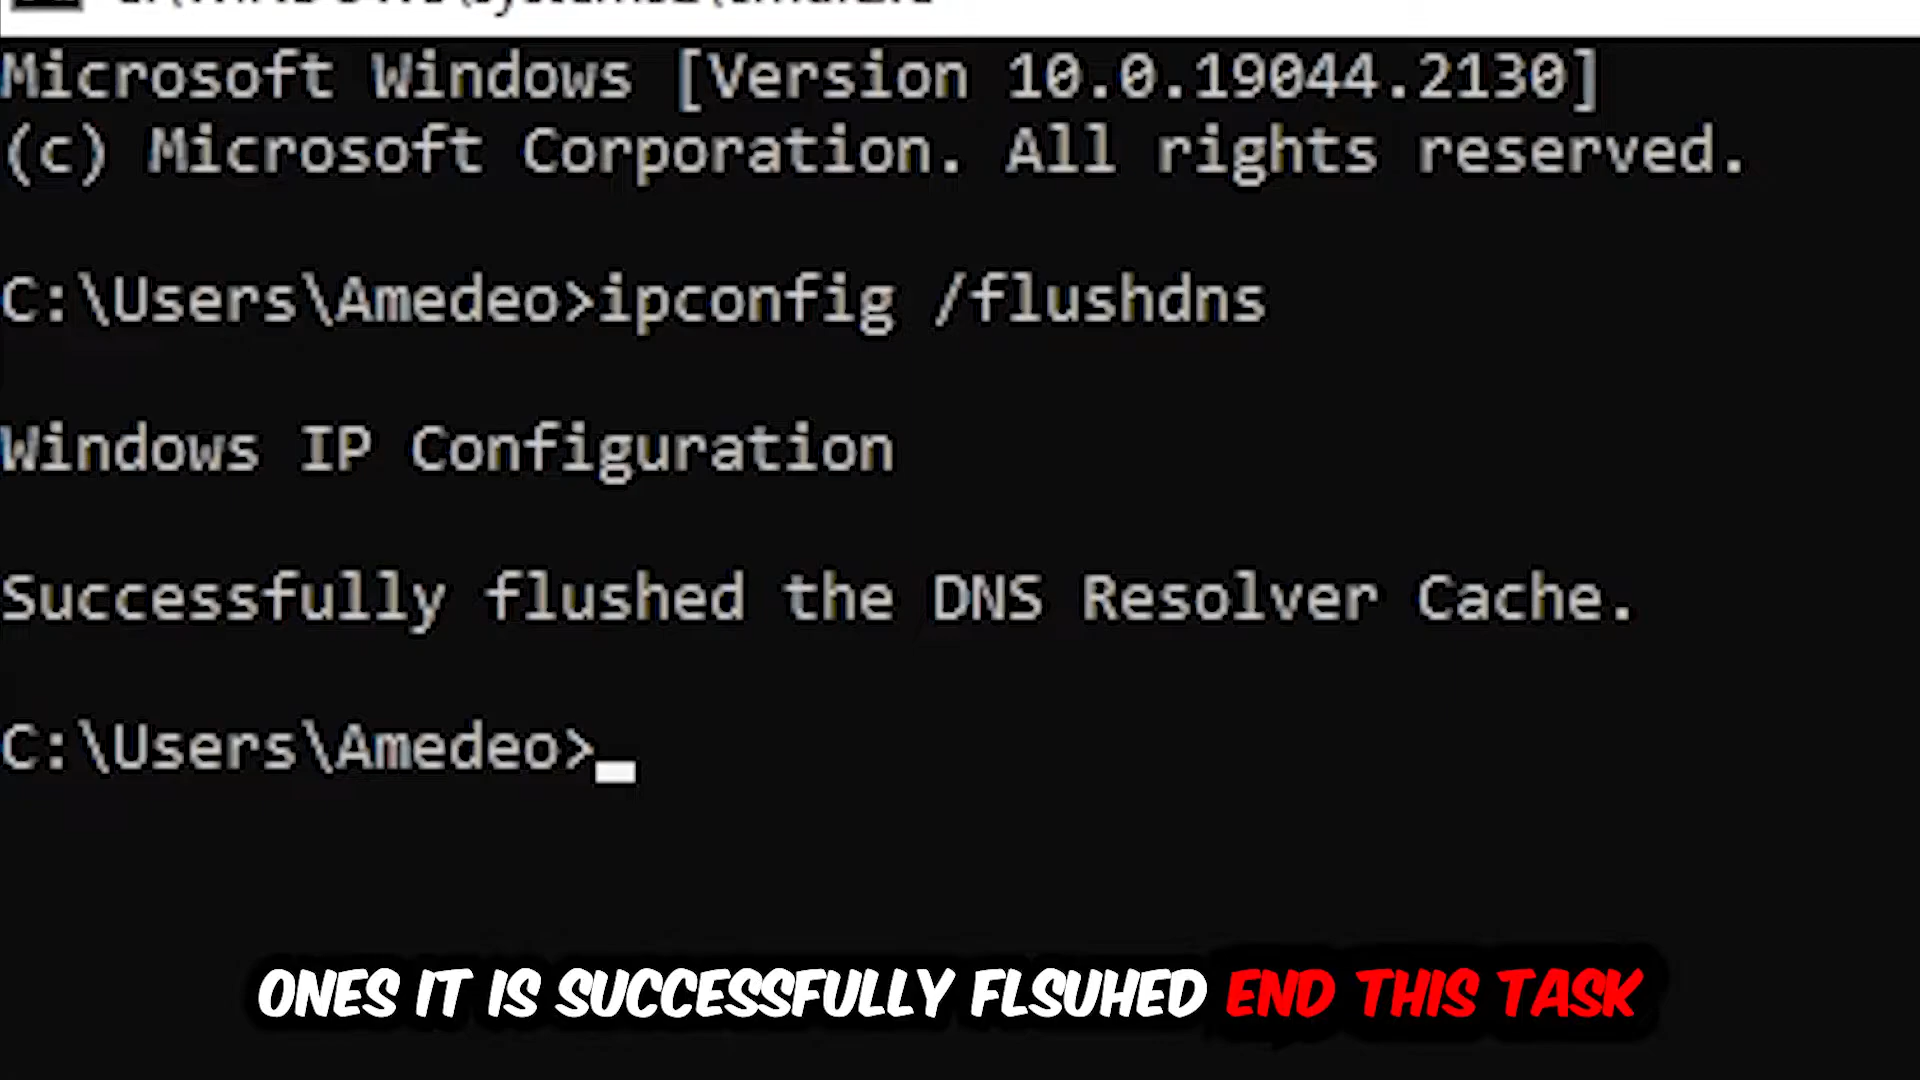 Microsoft Windows [Version 10.0.19044.2130]
(c) Microsoft Corporation. All rights reserved.
C:\Users\Amedeo>ipconfig /flushdns
Windows IP Configuration
Successfully flushed the DNS Resolver Cache.
C:\Users\Amedeo>
ONES IT IS SUCCESSFULLY FLSUHED END THIS TASK